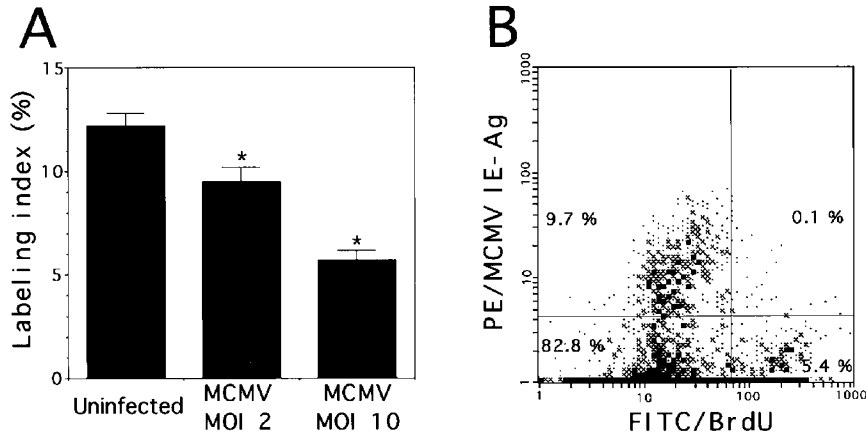 A
15
10
5
0
Labeling index (%)
*
*
Uninfected
MCMV
MOI 2
MCMV
MOI 10
B
1000
100
10
1
PE/MCMV IE-Ag
9.7 %
0.1 %
82.8 %
5.4 %
1
10
100
1000
FITC/BrdU